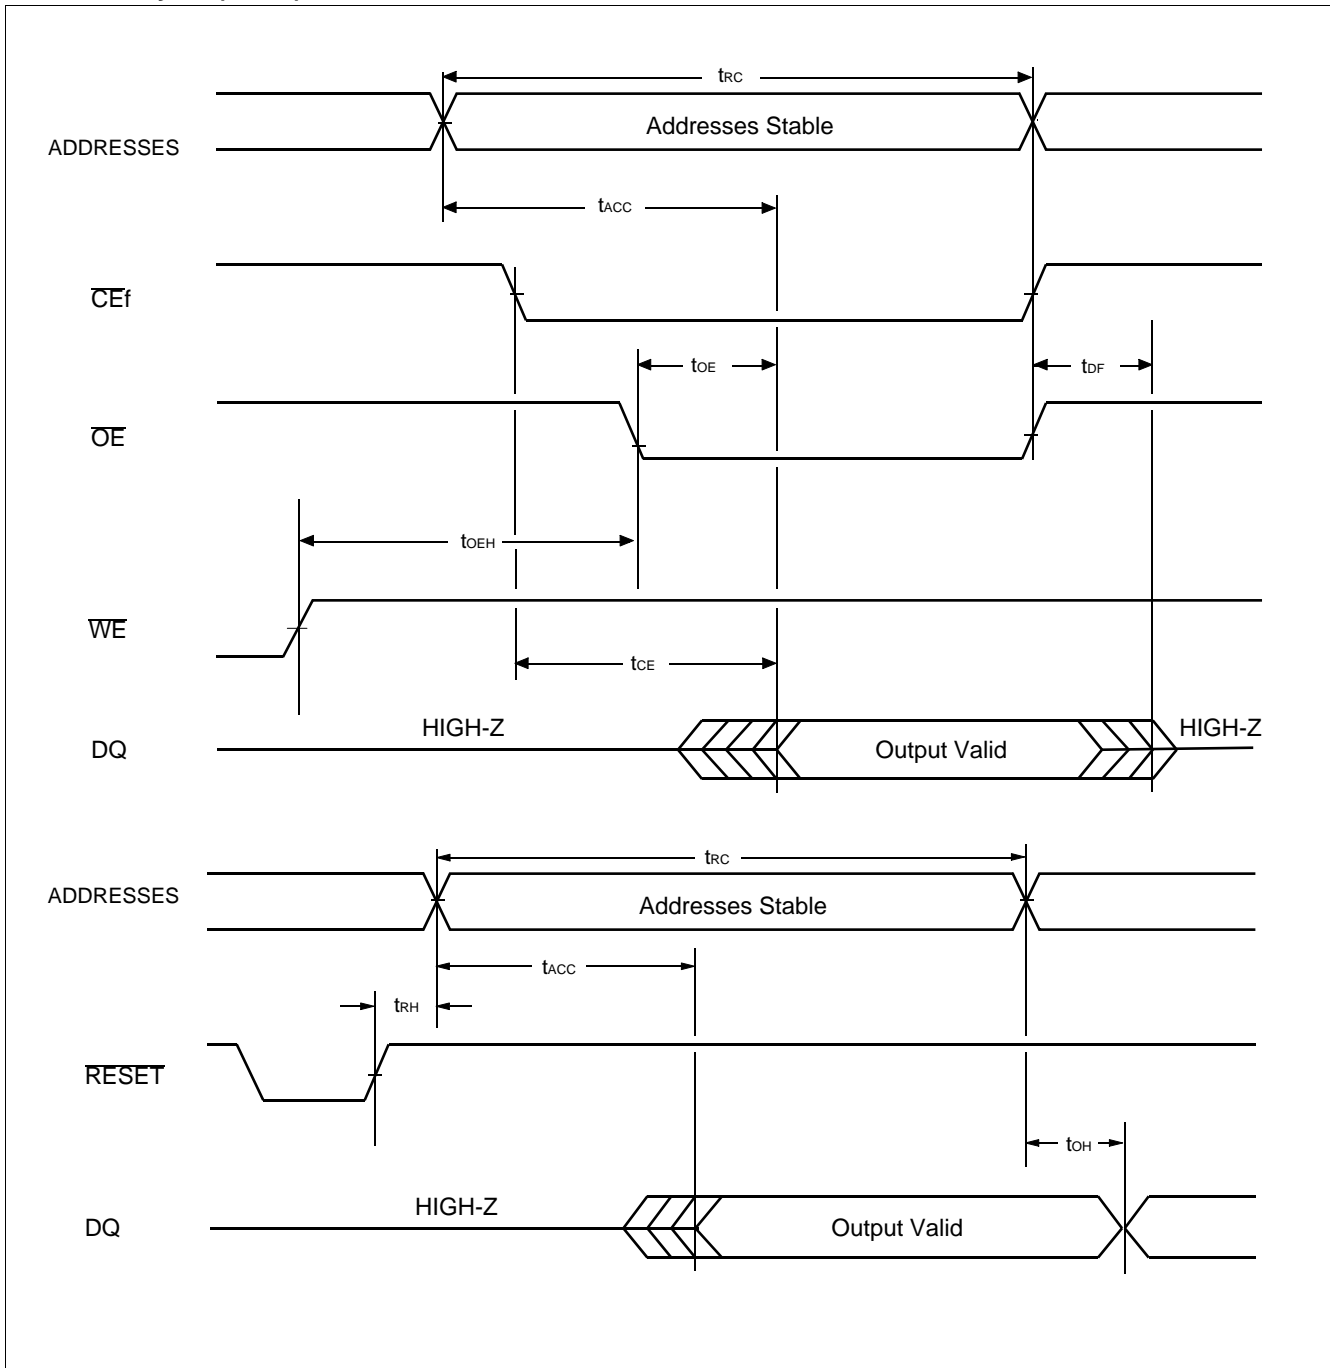 tRC
Addresses Stable
ADDRESSES
tACC
CEf
tOE
tDF
OE
tOEH
WE
tCE
HIGH-Z
HIGH-Z
DQ
Output Valid
tRC
ADDRESSES
Addresses Stable
tACC
tRH
RESET
tOH
HIGH-Z
DQ
Output Valid